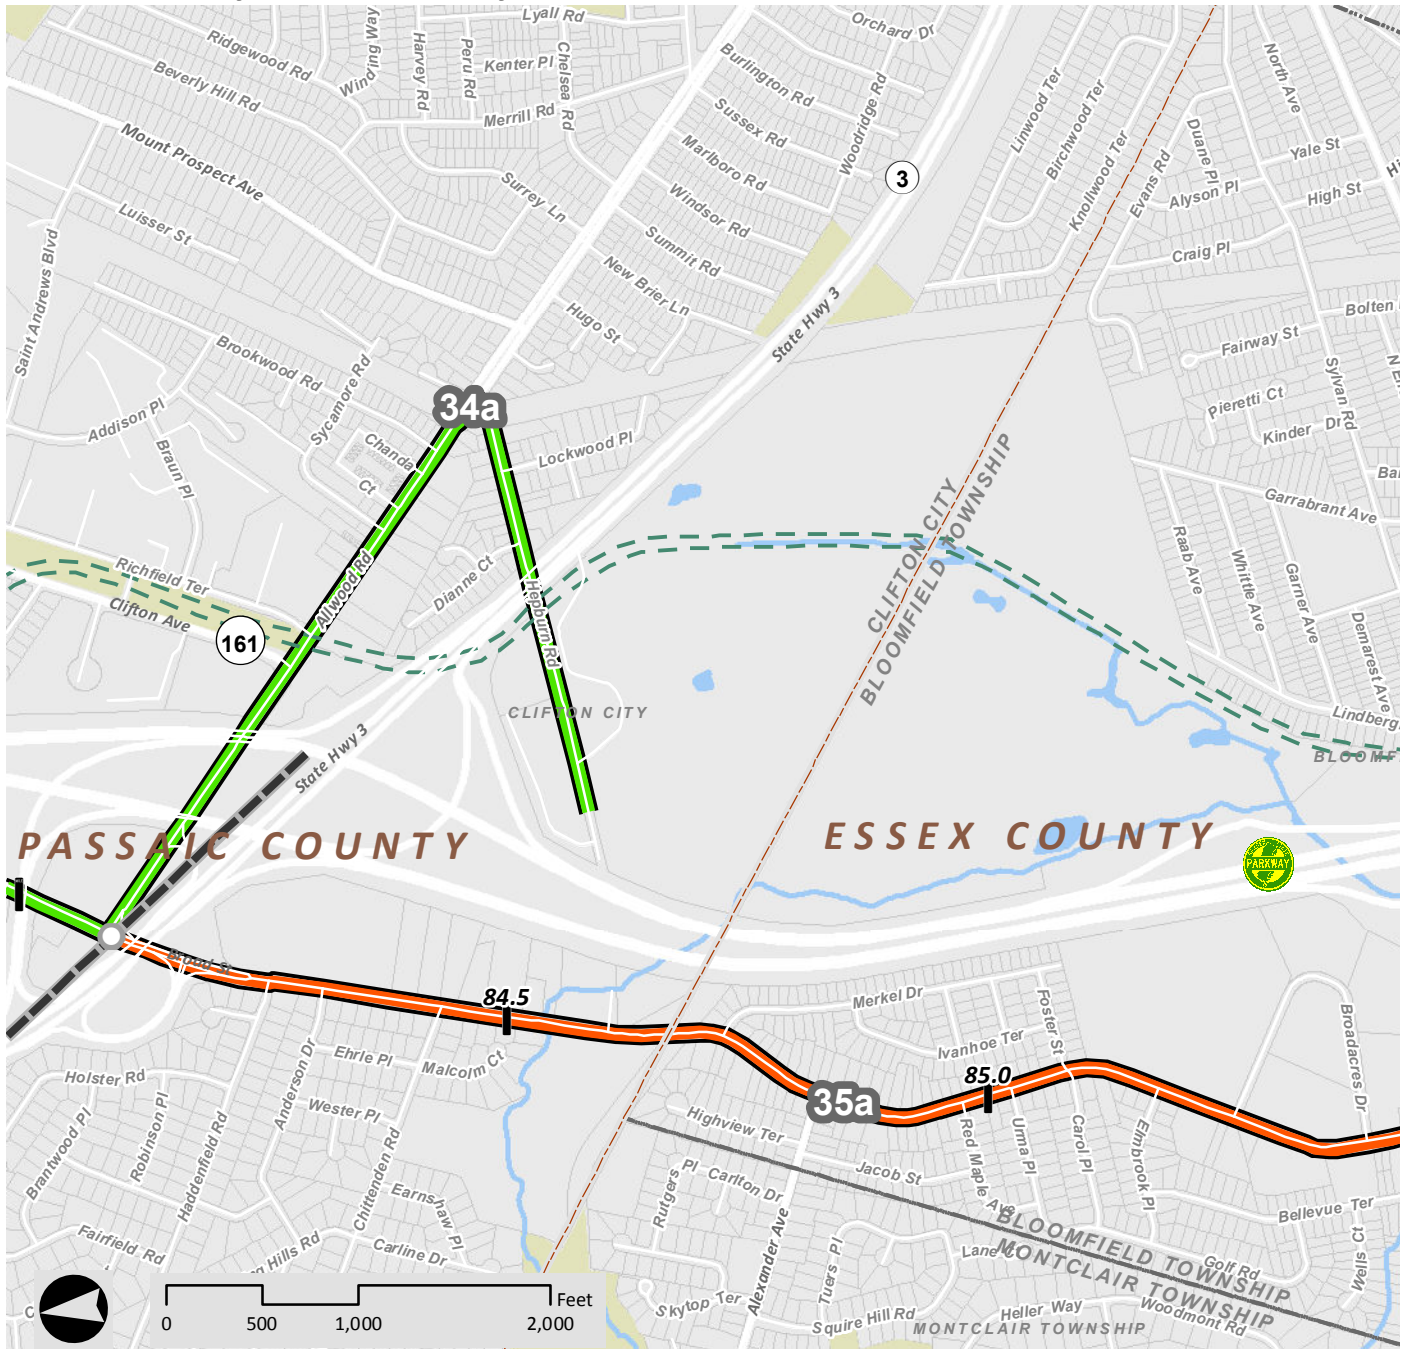 Lyall Rd
Orchard Dr
Ridgewood Rd
Winding Way
Harvey Rd
Peru Rd
Kenter Pl
Chelsea Rd
Burlington Rd
North Ave
Beverly Hill Rd
Merrill Rd
Sussex Rd
Woodridge Rd
Linwood Ter
Birchwood Ter
Knollwood Ter
Duane Pl
Yale St
Mount Prospect Ave
Marlboro Rd
3
Evans Rd
Alyson Pl
High St
Surrey Ln
Windsor Rd
Luisser St
Summit Rd
Craig Pl
Saint Andrews Blvd
New Brier Ln
Hugo St
State Hwy 3
Bolten
Fairway St
Brookwood Rd
Sycamore Rd
Sylvan Rd
Addison Pl
34a
Pieretti Ct
Kinder Dr
Braun Pl
Chanda
Ct
Lockwood Pl
Garrabrant Ave
CLIFTON CITY
BLOOMFIELD TOWNSHIP
Raab Ave
Whittle Ave
Garner Ave
Demarest Ave
Richfield Ter
Clifton Ave
161
Allwood Rd
Dianne Ct
Hepburn Rd
CLIFTON CITY
Lindberg
BLOOMF
State Hwy 3
PASSAIC COUNTY
ESSEX COUNTY
PARKWAY
Broad St
84.5
Merkel Dr
Foster St
Broadacres Dr
Ivanhoe Ter
85.0
35a
Ehrle Pl
Malcolm Ct
Holster Rd
Anderson Dr
Wester Pl
Highview Ter
Red Maple Ave
Urma Pl
Carol Pl
Elmbrook Pl
Brantwood Pl
Robinson Pl
Haddenfield Rd
Chittenden Rd
Jacob St
Rutgers Pl
Carlton Dr
Earnshaw Pl
Bellevue Ter
BLOOMFIELD TOWNSHIP
MONTCLAIR TOWNSHIP
Fairfield Rd
Hills Rd
Carline Dr
Alexander Ave
Tuers Pl
Lane Ct
Golf Rd
Wells Ct
Skytop Ter
Squire Hill Rd
Heller Way
Woodmont Rd
MONTCLAIR TOWNSHIP
Feet
0 500 1,000 2,000